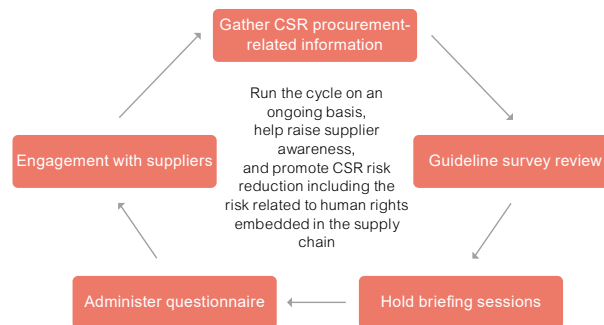 Gather CSR procurement-
related information
Run the cycle on an
ongoing basis,
help raise supplier
awareness,
and promote CSR risk
reduction including the
risk related to human rights
embedded in the supply
chain
Engagement with suppliers
Guideline survey review
Administer questionnaire
Hold briefing sessions